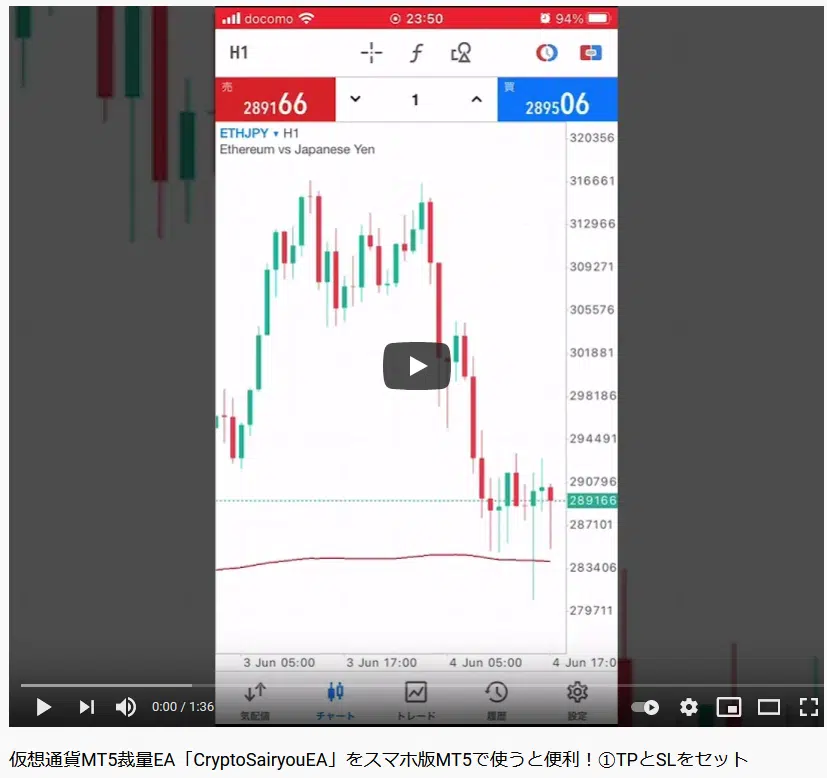 docomo 23:50 94%
H1
売 289166 1 買 289506
ETHJPY ▾ H1
Ethereum vs Japanese Yen
320356
316661
312966
309271
305576
301881
298186
294491
290796
289166
287101
283406
279711
3 Jun 05:00 3 Jun 17:00 4 Jun 05:00 4 Jun 17:0
気配値 チャート トレード 履歴 設定
0:00 / 1:36
仮想通貨MT5裁量EA「CryptoSairyouEA」をスマホ版MT5で使うと便利！①TPとSLをセット